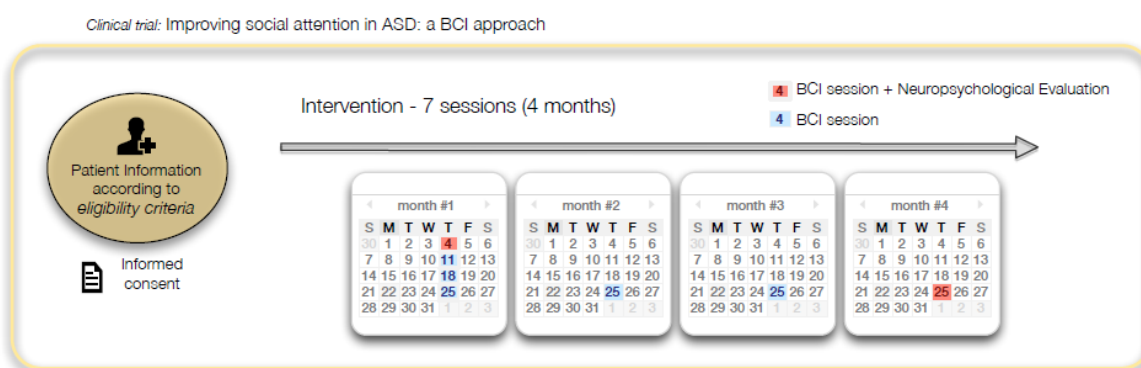 Clinical trial: Improving social attention in ASD: a BCI approach
Patient Information
according to
eligibility criteria
Informed
consent
Intervention - 7 sessions (4 months)
4 BCI session + Neuropsychological Evaluation
4 BCI session
month #1
S M T W T F S
30 1 2 3 4 5 6
7 8 9 10 11 12 13
14 15 16 17 18 19 20
21 22 23 24 25 26 27
28 29 30 31 1 2 3
month #2
S M T W T F S
30 1 2 3 4 5 6
7 8 9 10 11 12 13
14 15 16 17 18 19 20
21 22 23 24 25 26 27
28 29 30 31 1 2 3
month #3
S M T W T F S
30 1 2 3 4 5 6
7 8 9 10 11 12 13
14 15 16 17 18 19 20
21 22 23 24 25 26 27
28 29 30 31 1 2 3
month #4
S M T W T F S
30 1 2 3 4 5 6
7 8 9 10 11 12 13
14 15 16 17 18 19 20
21 22 23 24 25 26 27
28 29 30 31 1 2 3